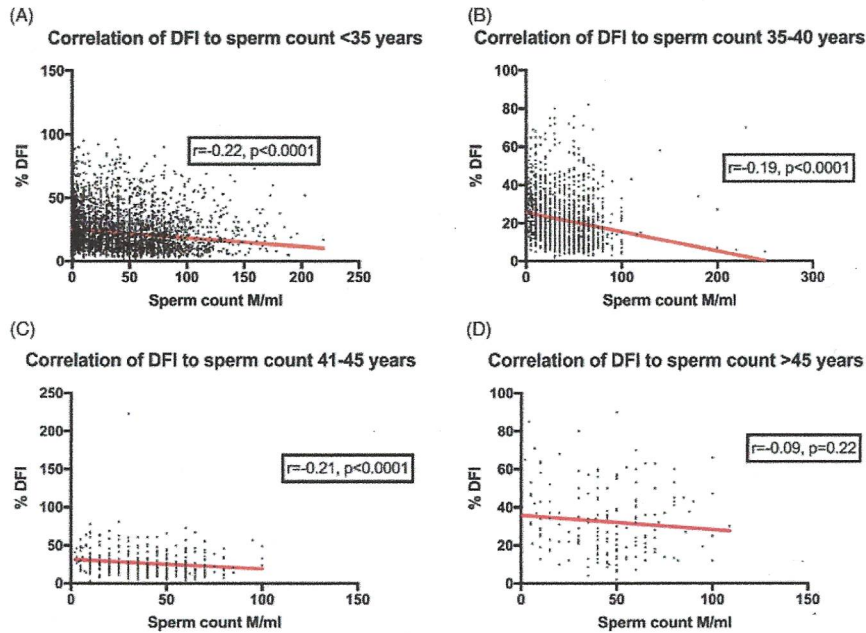 (A)
Correlation of DFI to sperm count <35 years
150
100
50
0
% DFI
r=-0.22, p<0.0001
0 50 100 150 200 250
Sperm count M/ml
(B)
Correlation of DFI to sperm count 35-40 years
100
80
60
40
20
0
% DFI
r=-0.19, p<0.0001
0 100 200 300
Sperm count M/ml
(C)
Correlation of DFI to sperm count 41-45 years
250
200
150
100
50
0
% DFI
r=-0.21, p<0.0001
0 50 100 150
Sperm count M/ml
(D)
Correlation of DFI to sperm count >45 years
100
80
60
40
20
0
% DFI
r=-0.09, p=0.22
0 50 100 150
Sperm count M/ml